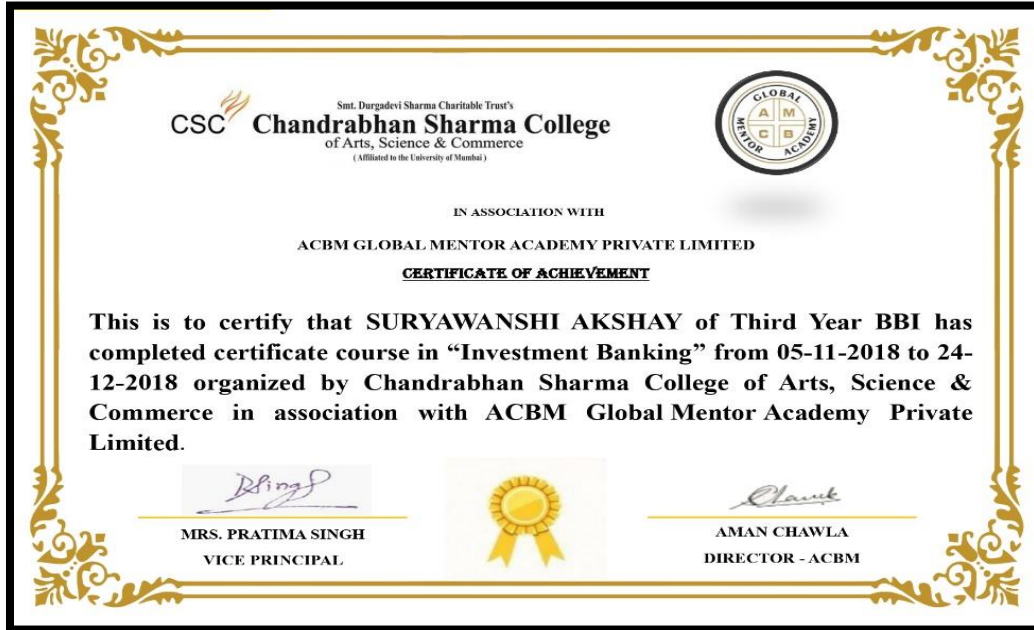 CSC
Smt. Durgadevi Sharma Charitable Trust's
Chandrabhan Sharma College
of Arts, Science & Commerce
( Affiliated to the University of Mumbai )
GLOBAL
A M
C B
MENTOR ACADEMY
IN ASSOCIATION WITH
ACBM GLOBAL MENTOR ACADEMY PRIVATE LIMITED
CERTIFICATE OF ACHIEVEMENT
This is to certify that SURYAWANSHI AKSHAY of Third Year BBI has
completed certificate course in “Investment Banking” from 05-11-2018 to 24-
12-2018 organized by Chandrabhan Sharma College of Arts, Science &
Commerce in association with ACBM Global Mentor Academy Private
Limited.
MRS. PRATIMA SINGH
VICE PRINCIPAL
AMAN CHAWLA
DIRECTOR - ACBM